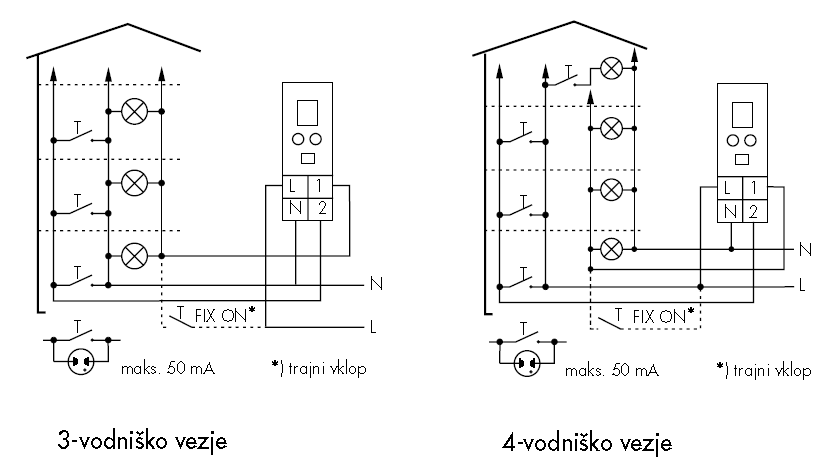 T
T
T
L 1
N 2
N
L
T FIX ON*
T
maks. 50 mA
*) trajni vklop
3-vodniško vezje
T
T
T
T
L 1
N 2
N
L
T FIX ON*
T
maks. 50 mA
*) trajni vklop
4-vodniško vezje